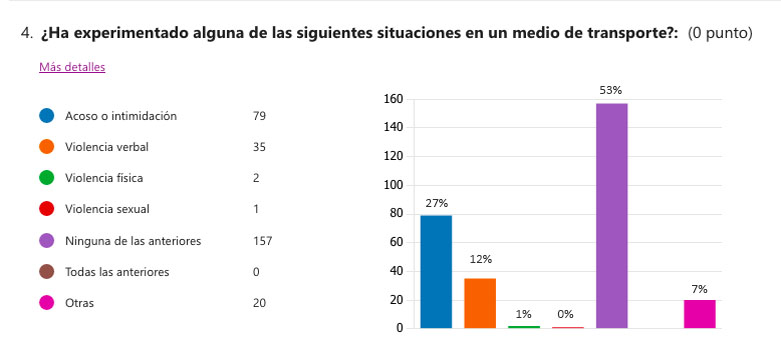 4. ¿Ha experimentado alguna de las siguientes situaciones en un medio de transporte?: (0 punto)
Más detalles
Acoso o intimidación 79
Violencia verbal 35
Violencia física 2
Violencia sexual 1
Ninguna de las anteriores 157
Todas las anteriores 0
Otras 20
160
140
120
100
80
60
40
20
0
27%
12%
1%
0%
53%
7%